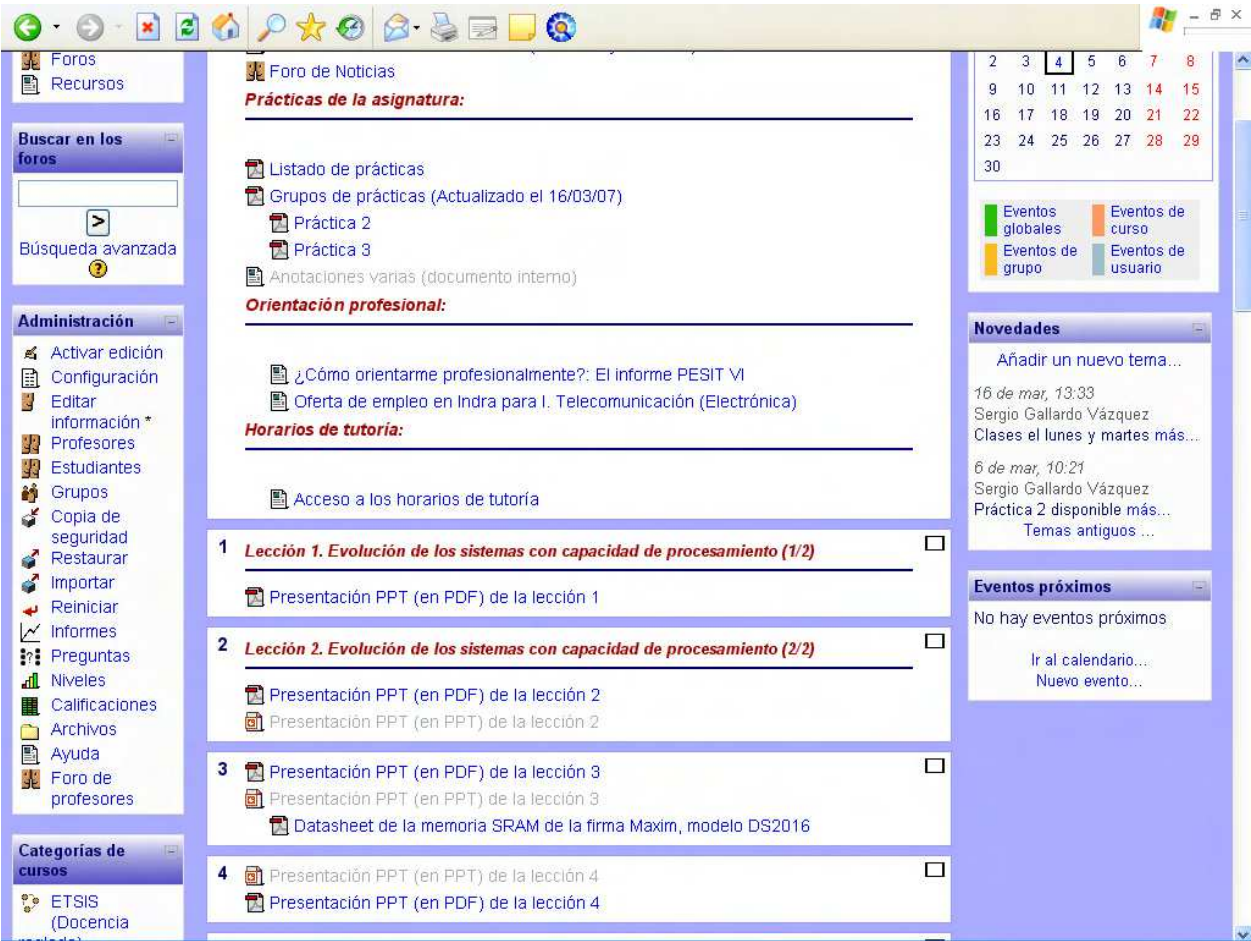 Foros
Recursos
Buscar en los
foros
>
Búsqueda avanzada
?
Administración
Activar edición
Configuración
Editar
información *
Profesores
Estudiantes
Grupos
Copia de
seguridad
Restaurar
Importar
Reiniciar
Informes
Preguntas
Niveles
Calificaciones
Archivos
Ayuda
Foro de
profesores
Categorías de
cursos
ETSIS
(Docencia
Foro de Noticias
Prácticas de la asignatura:
Listado de prácticas
Grupos de prácticas (Actualizado el 16/03/07)
Práctica 2
Práctica 3
Anotaciones varias (documento interno)
Orientación profesional:
¿Cómo orientarme profesionalmente?: El informe PESIT VI
Oferta de empleo en Indra para I. Telecomunicación (Electrónica)
Horarios de tutoría:
Acceso a los horarios de tutoría
1 Lección 1. Evolución de los sistemas con capacidad de procesamiento (1/2)
Presentación PPT (en PDF) de la lección 1
2 Lección 2. Evolución de los sistemas con capacidad de procesamiento (2/2)
Presentación PPT (en PDF) de la lección 2
Presentación PPT (en PPT) de la lección 2
3 Presentación PPT (en PDF) de la lección 3
Presentación PPT (en PPT) de la lección 3
Datasheet de la memoria SRAM de la firma Maxim, modelo DS2016
4 Presentación PPT (en PPT) de la lección 4
Presentación PPT (en PDF) de la lección 4
2 3 4 5 6 7 8
9 10 11 12 13 14 15
16 17 18 19 20 21 22
23 24 25 26 27 28 29
30
Eventos globales Eventos de curso
Eventos de grupo Eventos de usuario
Novedades
Añadir un nuevo tema...
16 de mar, 13:33
Sergio Gallardo Vázquez
Clases el lunes y martes más...
6 de mar, 10:21
Sergio Gallardo Vázquez
Práctica 2 disponible más...
Temas antiguos ...
Eventos próximos
No hay eventos próximos
Ir al calendario...
Nuevo evento...